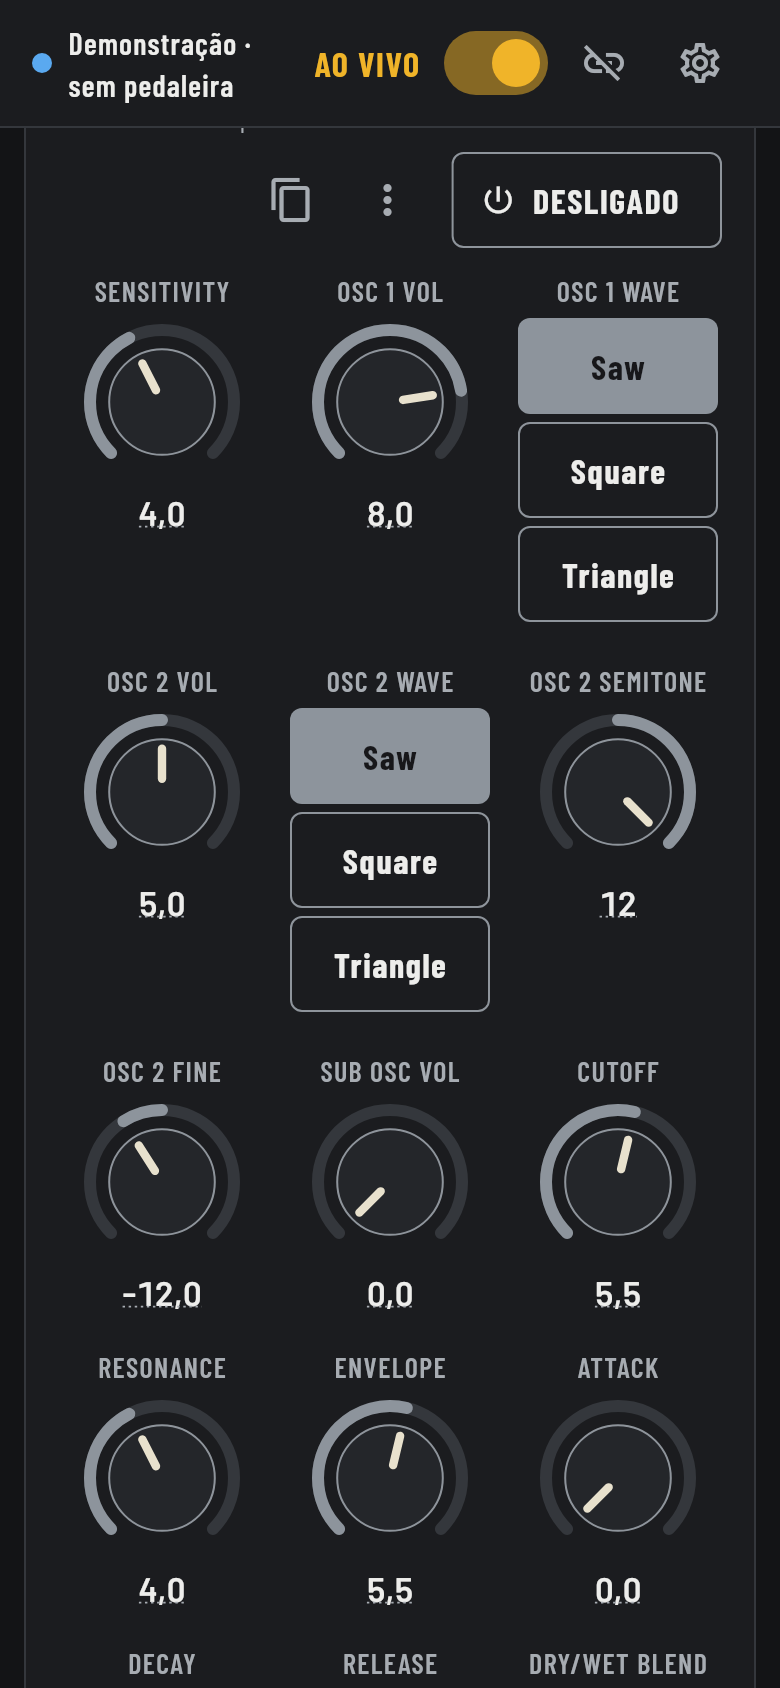 Demonstração ·
sem pedaleira
AO VIVO
DESLIGADO
SENSITIVITY
OSC 1 VOL
OSC 1 WAVE
Saw
Square
Triangle
4,0
8,0
OSC 2 VOL
OSC 2 WAVE
OSC 2 SEMITONE
Saw
Square
Triangle
5,0
12
OSC 2 FINE
SUB OSC VOL
CUTOFF
-12,0
0,0
5,5
RESONANCE
ENVELOPE
ATTACK
4,0
5,5
0,0
DECAY
RELEASE
DRY/WET BLEND